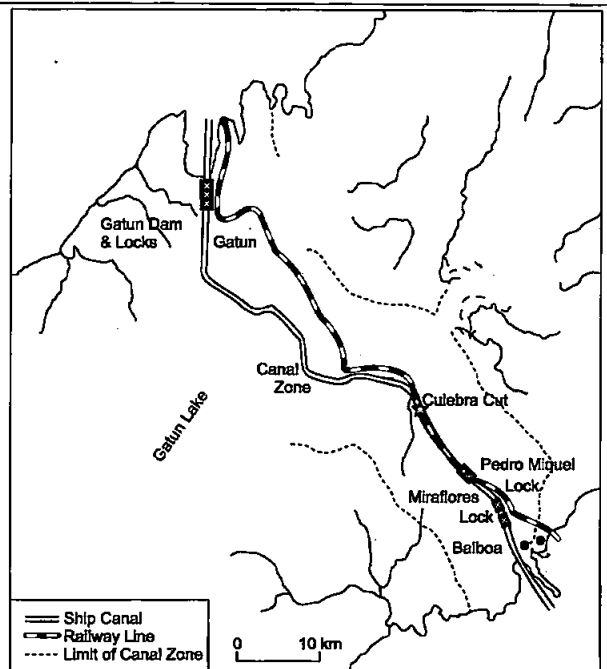 Gatun Dam
& Locks
Gatun
Canal
Zone
Culebra Cut
Gatun Lake
Pedro Miquel
Lock
Miraflores
Lock
Balboa
Ship Canal
Railway Line
Limit of Canal Zone
0 10 km